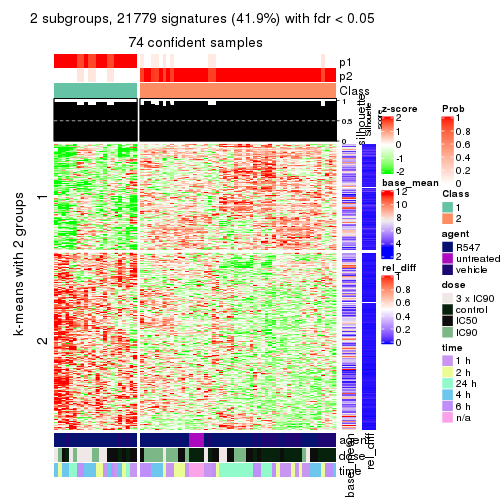 2 subgroups, 21779 signatures (41.9%) with fdr < 0.05
74 confident samples
p1
p2
Class
silhouette
1
0.5
0
Silhouette
score
k-means with 2 groups
1
2
agent
dose
time
base_mean
rel_diff
z-score
2
1
0
-1
-2
base_mean
12
10
8
6
4
2
rel_diff
1
0.8
0.6
0.4
0.2
0
Prob
1
0.8
0.6
0.4
0.2
0
Class
1
2
agent
R547
untreated
vehicle
dose
3 x IC90
control
IC50
IC90
time
1 h
2 h
24 h
4 h
6 h
n/a